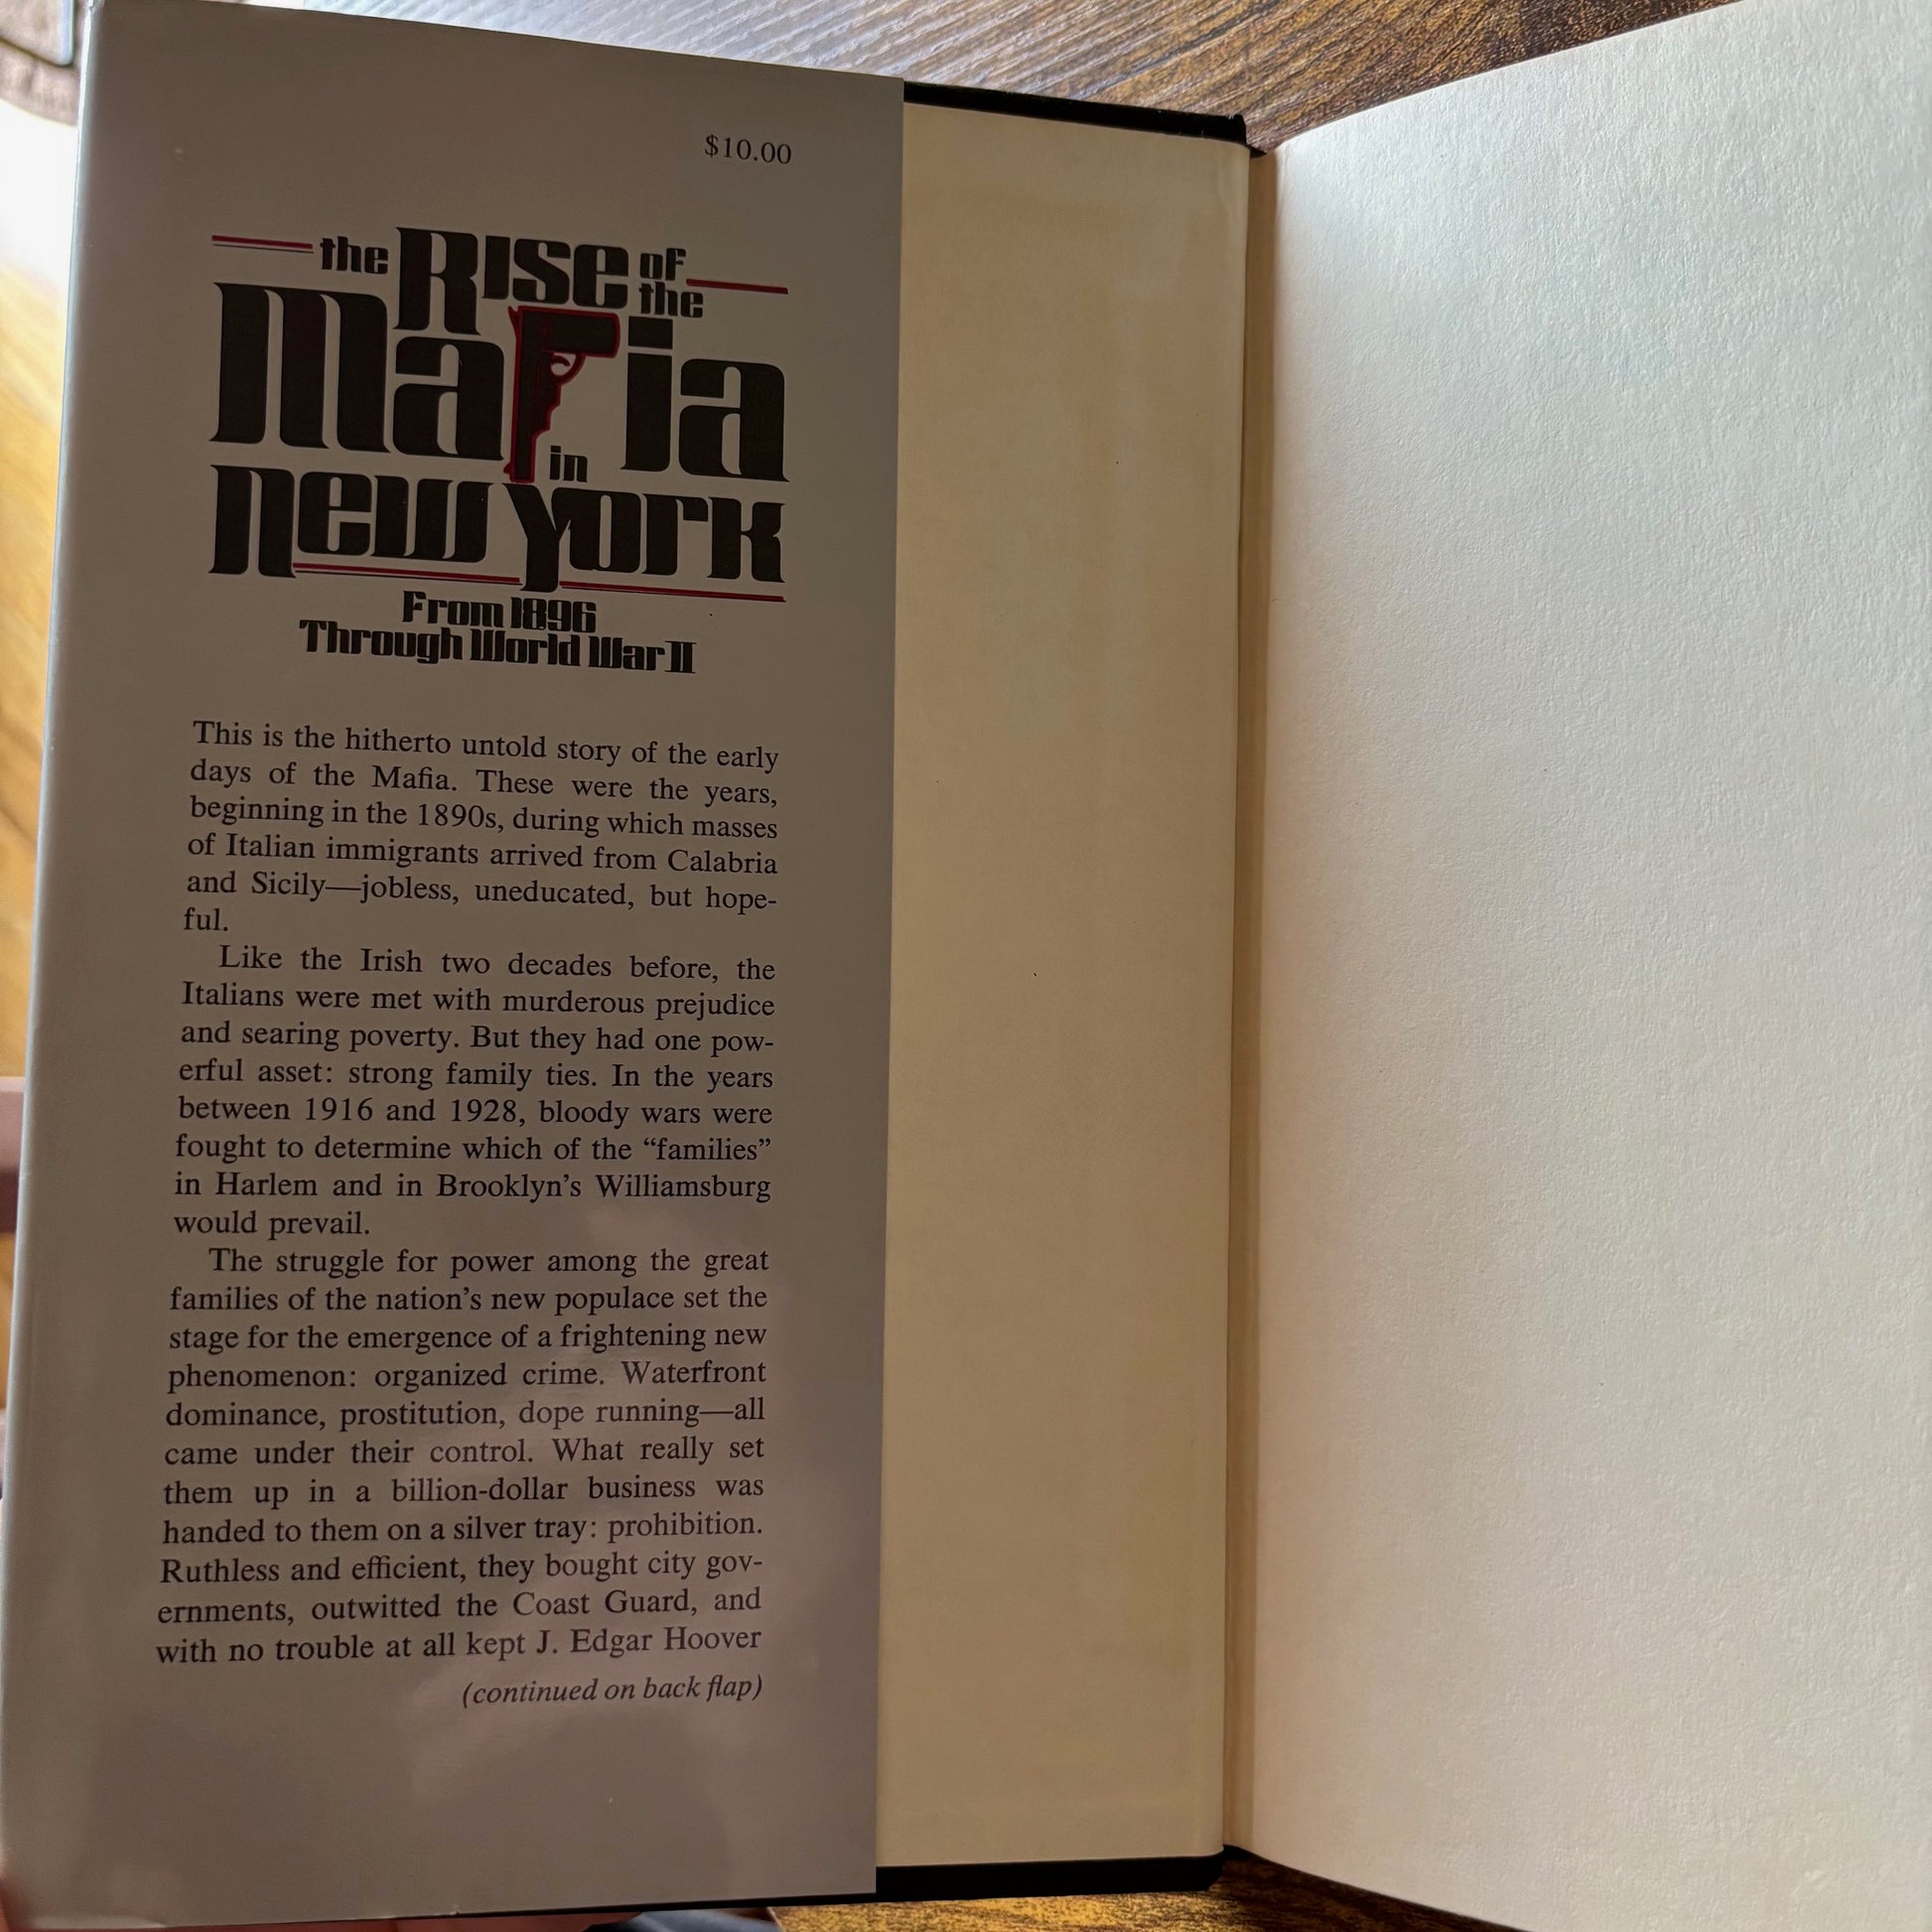 $10.00
the Rise of the
Mafia
in
new york
From 1896
Through World War II
This is the hitherto untold story of the early
days of the Mafia. These were the years,
beginning in the 1890s, during which masses
of Italian immigrants arrived from Calabria
and Sicily—jobless, uneducated, but hope-
ful.
Like the Irish two decades before, the
Italians were met with murderous prejudice
and searing poverty. But they had one pow-
erful asset: strong family ties. In the years
between 1916 and 1928, bloody wars were
fought to determine which of the “families”
in Harlem and in Brooklyn’s Williamsburg
would prevail.
The struggle for power among the great
families of the nation’s new populace set the
stage for the emergence of a frightening new
phenomenon: organized crime. Waterfront
dominance, prostitution, dope running—all
came under their control. What really set
them up in a billion-dollar business was
handed to them on a silver tray: prohibition.
Ruthless and efficient, they bought city gov-
ernments, outwitted the Coast Guard, and
with no trouble at all kept J. Edgar Hoover
(continued on back flap)